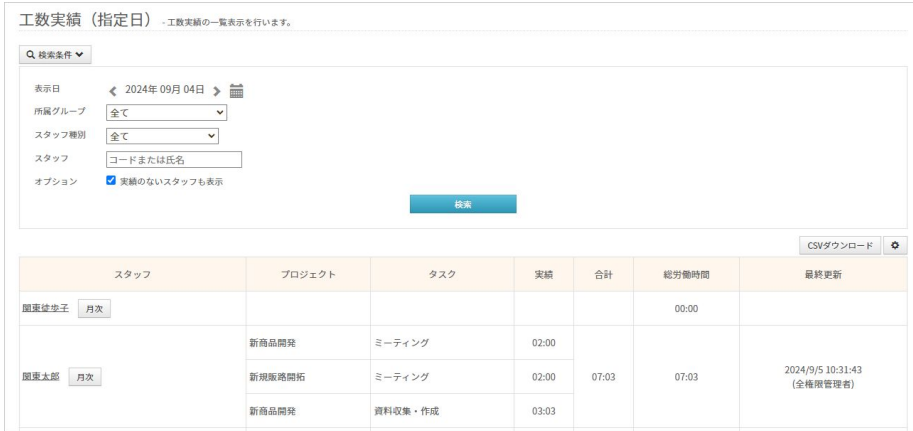 工数実績（指定日） - 工数実績の一覧表示を行います。
検索条件
表示日 2024年 09月 04日
所属グループ 全て
スタッフ種別 全て
スタッフ コードまたは氏名
オプション 実績のないスタッフも表示
検索
CSVダウンロード
スタッフ プロジェクト タスク 実績 合計 総労働時間 最終更新
関東徒歩子 月次 00:00
新商品開発 ミーティング 02:00
関東太郎 月次 新規販路開拓 ミーティング 02:00 07:03 07:03 2024/9/5 10:31:43
(全権限管理者)
新商品開発 資料収集・作成 03:03